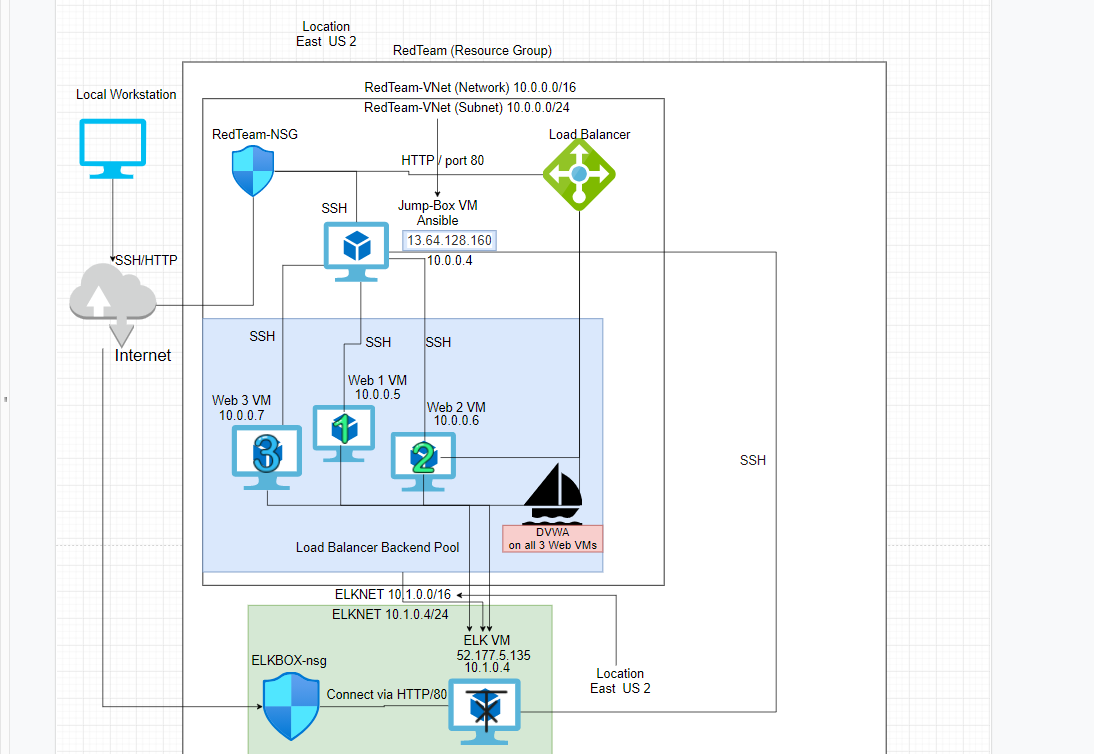 Location
East US 2
RedTeam (Resource Group)
RedTeam-VNet (Network) 10.0.0.0/16
RedTeam-VNet (Subnet) 10.0.0.0/24
Local Workstation
RedTeam-NSG
Load Balancer
HTTP / port 80
SSH
Jump-Box VM
Ansible
13.64.128.160
10.0.0.4
SSH/HTTP
Internet
SSH
SSH
SSH
Web 3 VM
10.0.0.7
Web 1 VM
10.0.0.5
Web 2 VM
10.0.0.6
3
1
2
SSH
DVWA
on all 3 Web VMs
Load Balancer Backend Pool
ELKNET 10.1.0.0/16
ELKNET 10.1.0.4/24
ELK VM
52.177.5.135
10.1.0.4
ELKBOX-nsg
Location
East US 2
Connect via HTTP/80